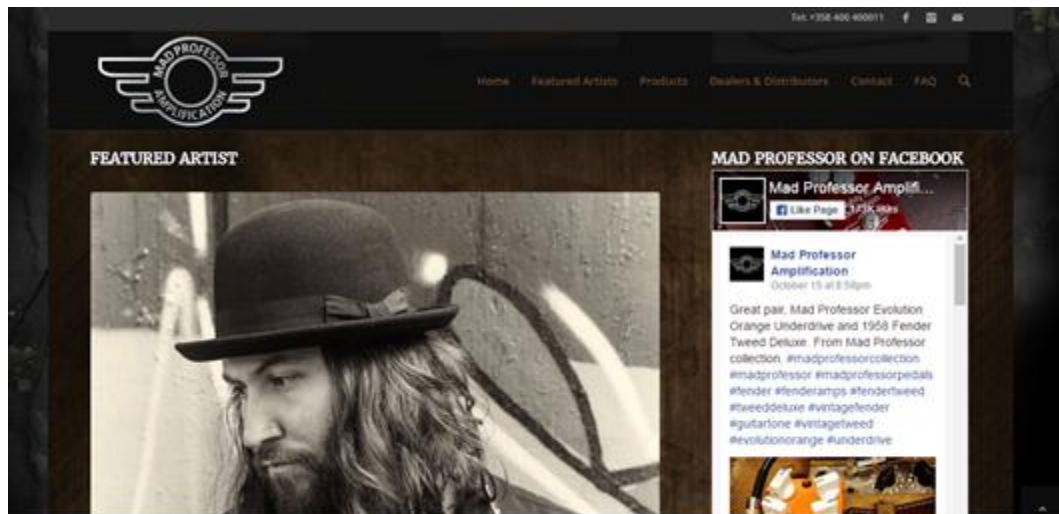 Tel: +358 400 400011
MAD PROFESSOR
AMPLIFICATION
Home Featured Artists Products Dealers & Distributors Contact FAQ
FEATURED ARTIST
MAD PROFESSOR ON FACEBOOK
Mad Professor Amplifi...
Like Page
likes
Mad Professor
Amplification
October 15 at 8:58pm
Great pair, Mad Professor Evolution
Orange Underdrive and 1958 Fender
Tweed Deluxe. From Mad Professor
collection. #madprofessorcollection
#madprofessor #madprofessorpedals
#fender #fenderamps #fendertweed
#tweeddeluxe #vintagefender
#guitartone #vintagetweed
#evolutionorange #underdrive